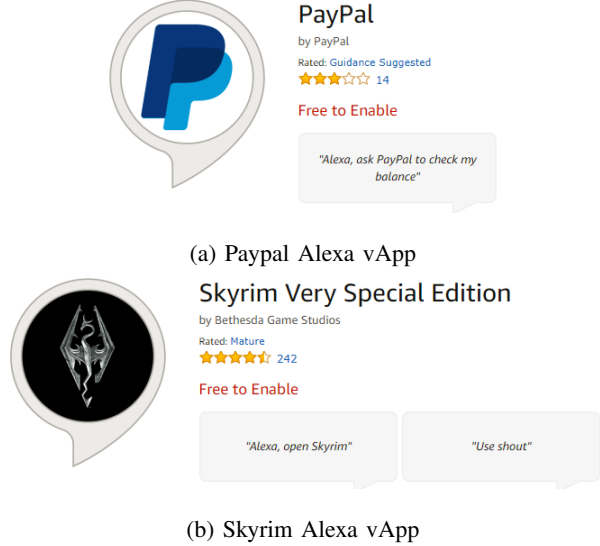 PayPal
by PayPal
Rated: Guidance Suggested
14
Free to Enable
"Alexa, ask PayPal to check my
balance"
(a) Paypal Alexa vApp
Skyrim Very Special Edition
by Bethesda Game Studios
Rated: Mature
242
Free to Enable
"Alexa, open Skyrim" "Use shout"
(b) Skyrim Alexa vApp